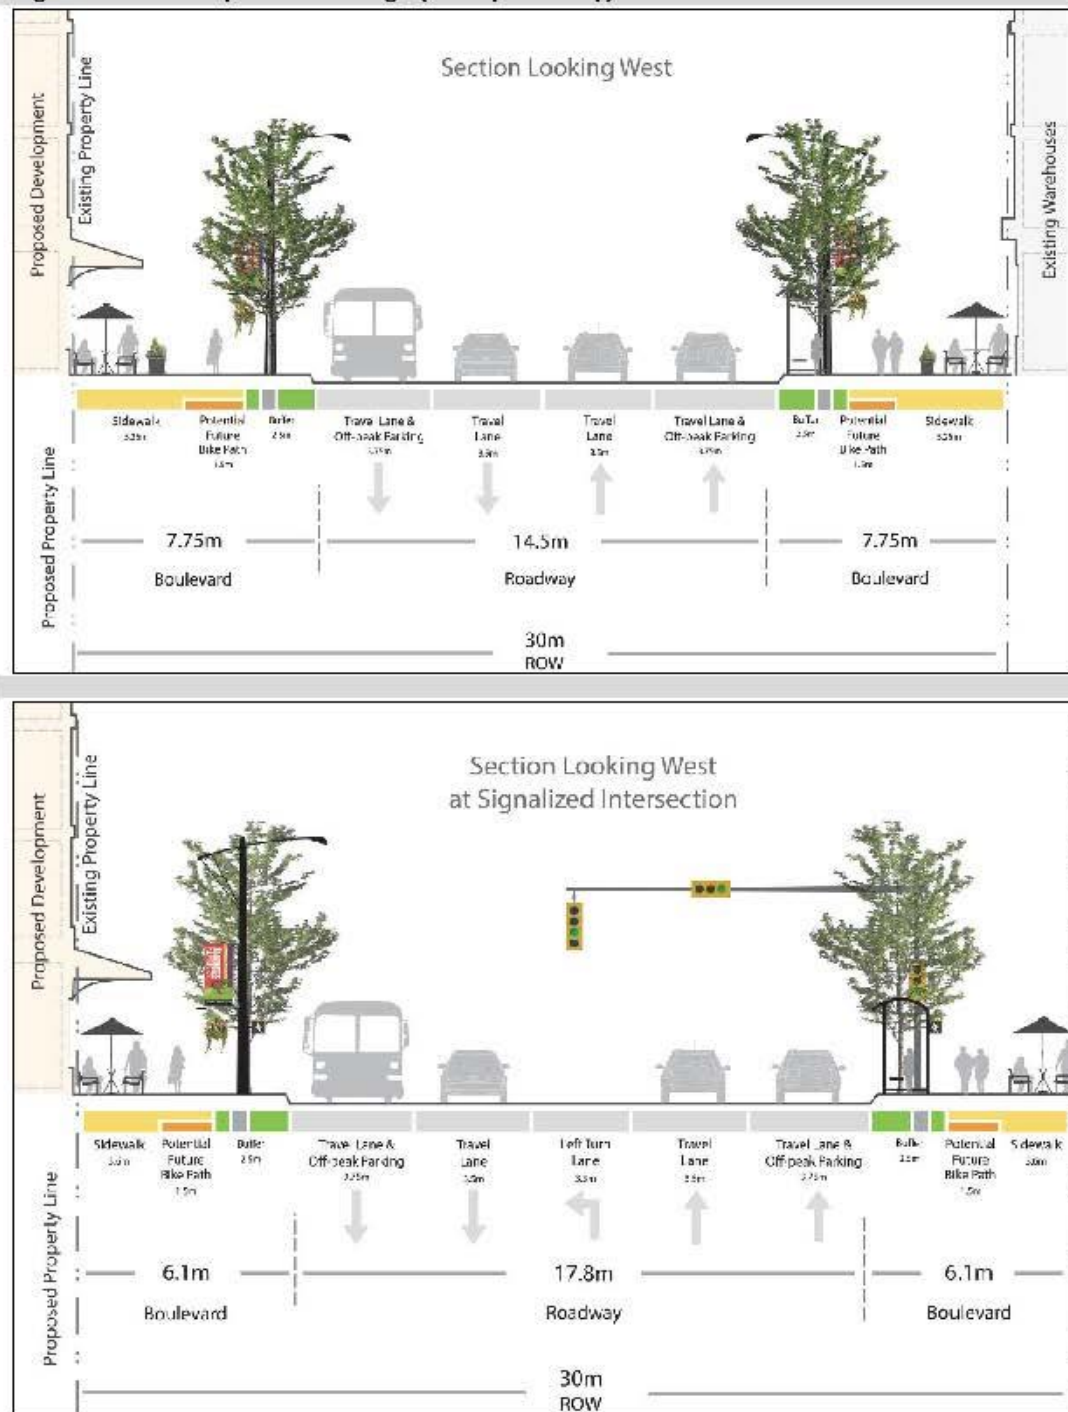 Section Looking West
Proposed Development
Existing Property Line
Existing Warehouses
Sidewalk
Potential
Future
Bike Path
Buffer
Travel Lane &
Off-peak Parking
Travel
Lane
Travel
Lane
Travel Lane &
Off-peak Parking
Potential
Future
Bike Path
Sidewalk
Proposed Property Line
7.75m
Boulevard
14.5m
Roadway
7.75m
Boulevard
30m
ROW
Section Looking West
at Signalized Intersection
Proposed Development
Existing Property Line
Sidewalk
Potential
Future
Bike Path
Buffer
Travel Lane &
Off-peak Parking
Travel
Lane
Left Turn
Lane
Travel
Lane
Travel Lane &
Off-peak Parking
Buffer
Potential
Future
Bike Path
Sidewalk
Proposed Property Line
6.1m
Boulevard
17.8m
Roadway
6.1m
Boulevard
30m
ROW